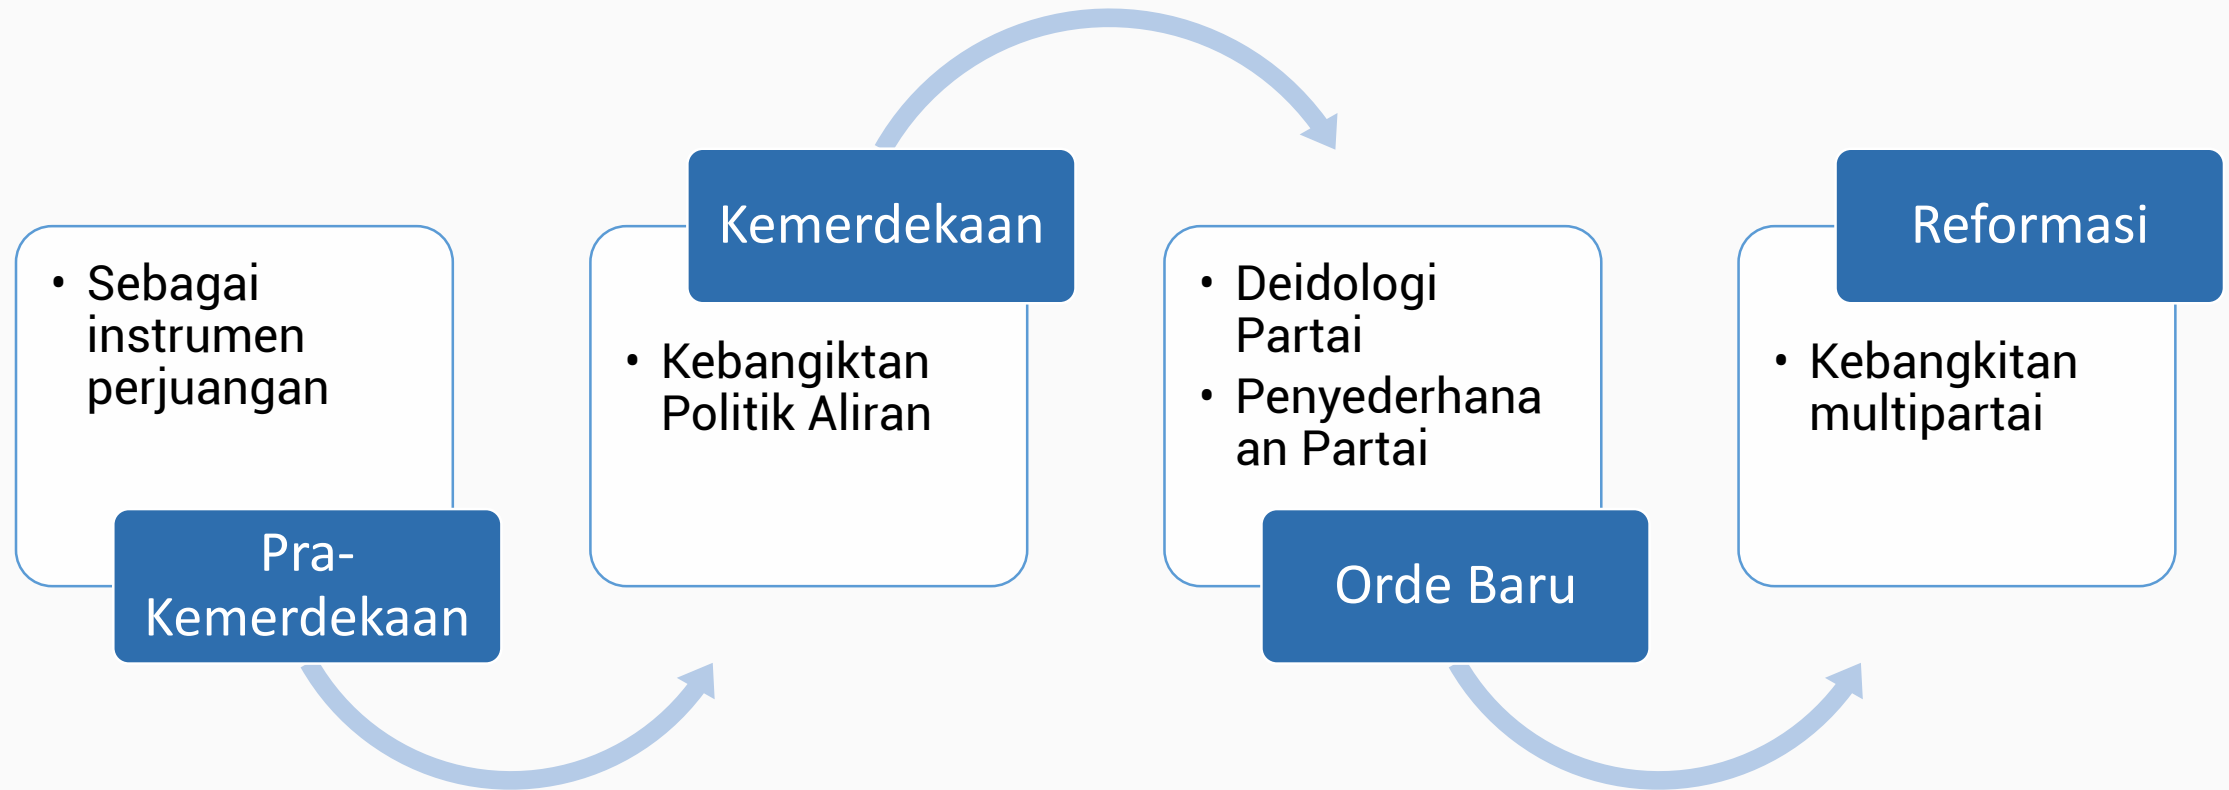 • Sebagai
instrumen
perjuangan
Pra-
Kemerdekaan
Kemerdekaan
• Kebangiktan
Politik Aliran
• Deidologi
Partai
• Penyederhana
an Partai
Orde Baru
Reformasi
• Kebangkitan
multipartai